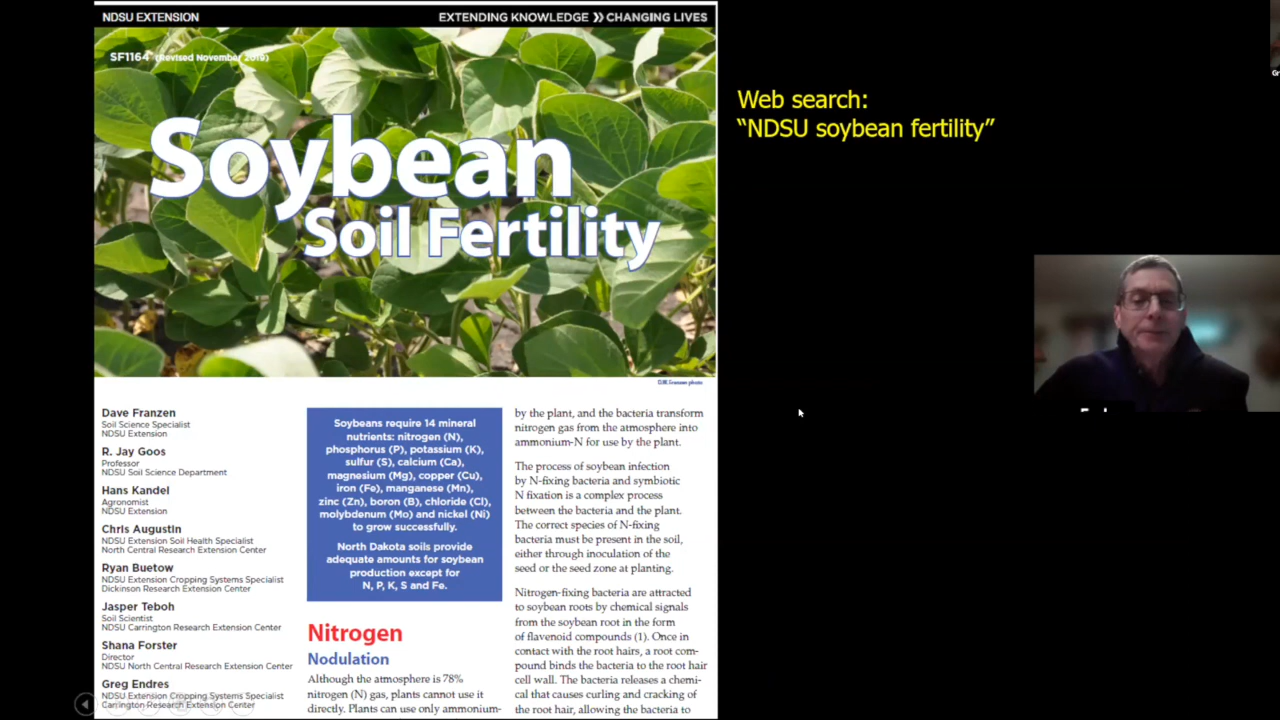 NDSU EXTENSION
EXTENDING KNOWLEDGE CHANGING LIVES
SF1164 (Revised November 2019)
Soybean
Soil Fertility
D.W. Franzen photo
Web search:
“NDSU soybean fertility”
Dave Franzen
Soil Science Specialist
NDSU Extension
R. Jay Goos
Professor
NDSU Soil Science Department
Hans Kandel
Agronomist
NDSU Extension
Chris Augustin
NDSU Extension Soil Health Specialist
North Central Research Extension Center
Ryan Buetow
NDSU Extension Cropping Systems Specialist
Dickinson Research Extension Center
Jasper Teboh
Soil Scientist
NDSU Carrington Research Extension Center
Shana Forster
Director
NDSU North Central Research Extension Center
Greg Endres
NDSU Extension Cropping Systems Specialist
Carrington Research Extension Center
Soybeans require 14 mineral
nutrients: nitrogen (N),
phosphorus (P), potassium (K),
sulfur (S), calcium (Ca),
magnesium (Mg), copper (Cu),
iron (Fe), manganese (Mn),
zinc (Zn), boron (B), chloride (Cl),
molybdenum (Mo) and nickel (Ni)
to grow successfully.
North Dakota soils provide
adequate amounts for soybean
production except for
N, P, K, S and Fe.
Nitrogen
Nodulation
Although the atmosphere is 78%
nitrogen (N) gas, plants cannot use it
directly. Plants can use only ammonium-
by the plant, and the bacteria transform
nitrogen gas from the atmosphere into
ammonium-N for use by the plant.
The process of soybean infection
by N-fixing bacteria and symbiotic
N fixation is a complex process
between the bacteria and the plant.
The correct species of N-fixing
bacteria must be present in the soil,
either through inoculation of the
seed or the seed zone at planting.
Nitrogen-fixing bacteria are attracted
to soybean roots by chemical signals
from the soybean root in the form
of flavenoid compounds (1). Once in
contact with the root hairs, a root com-
pound binds the bacteria to the root hair
cell wall. The bacteria releases a chemi-
cal that causes curling and cracking of
the root hair, allowing the bacteria to